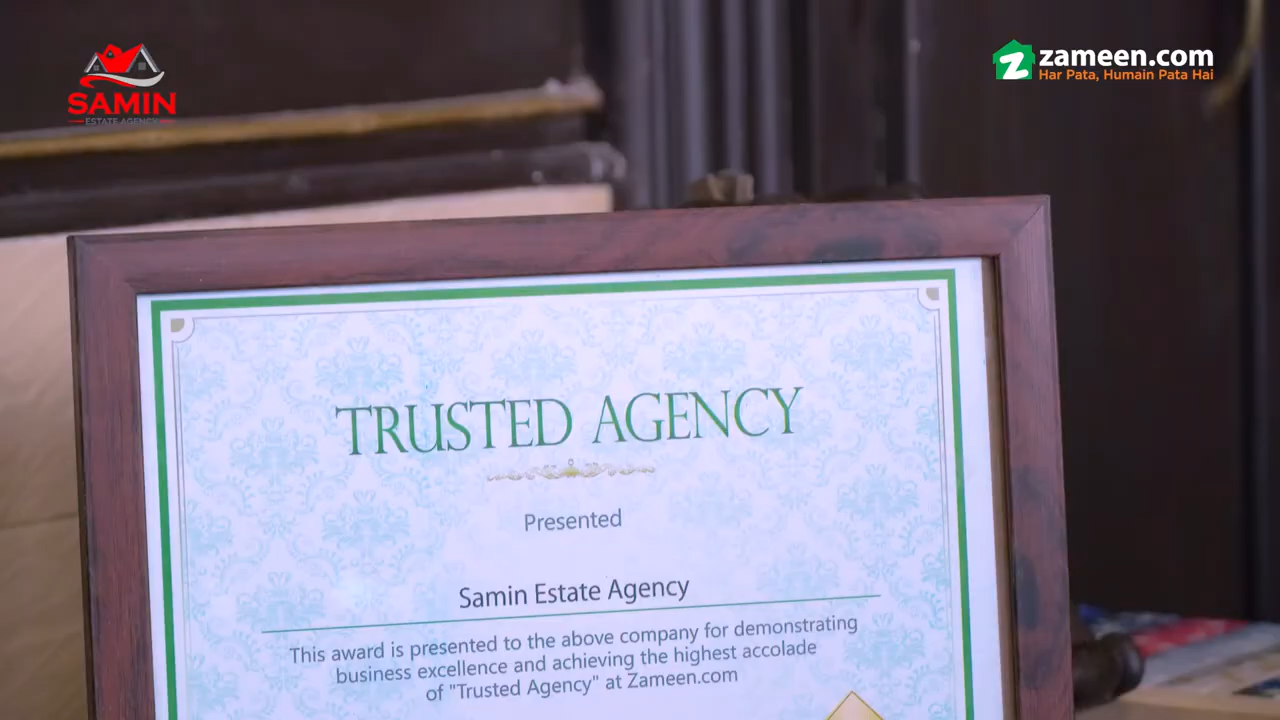 SAMIN
ESTATE AGENCY
zameen.com
Har Pata, Humain Pata Hai
TRUSTED AGENCY
Presented
Samin Estate Agency
This award is presented to the above company for demonstrating
business excellence and achieving the highest accolade
of "Trusted Agency" at Zameen.com